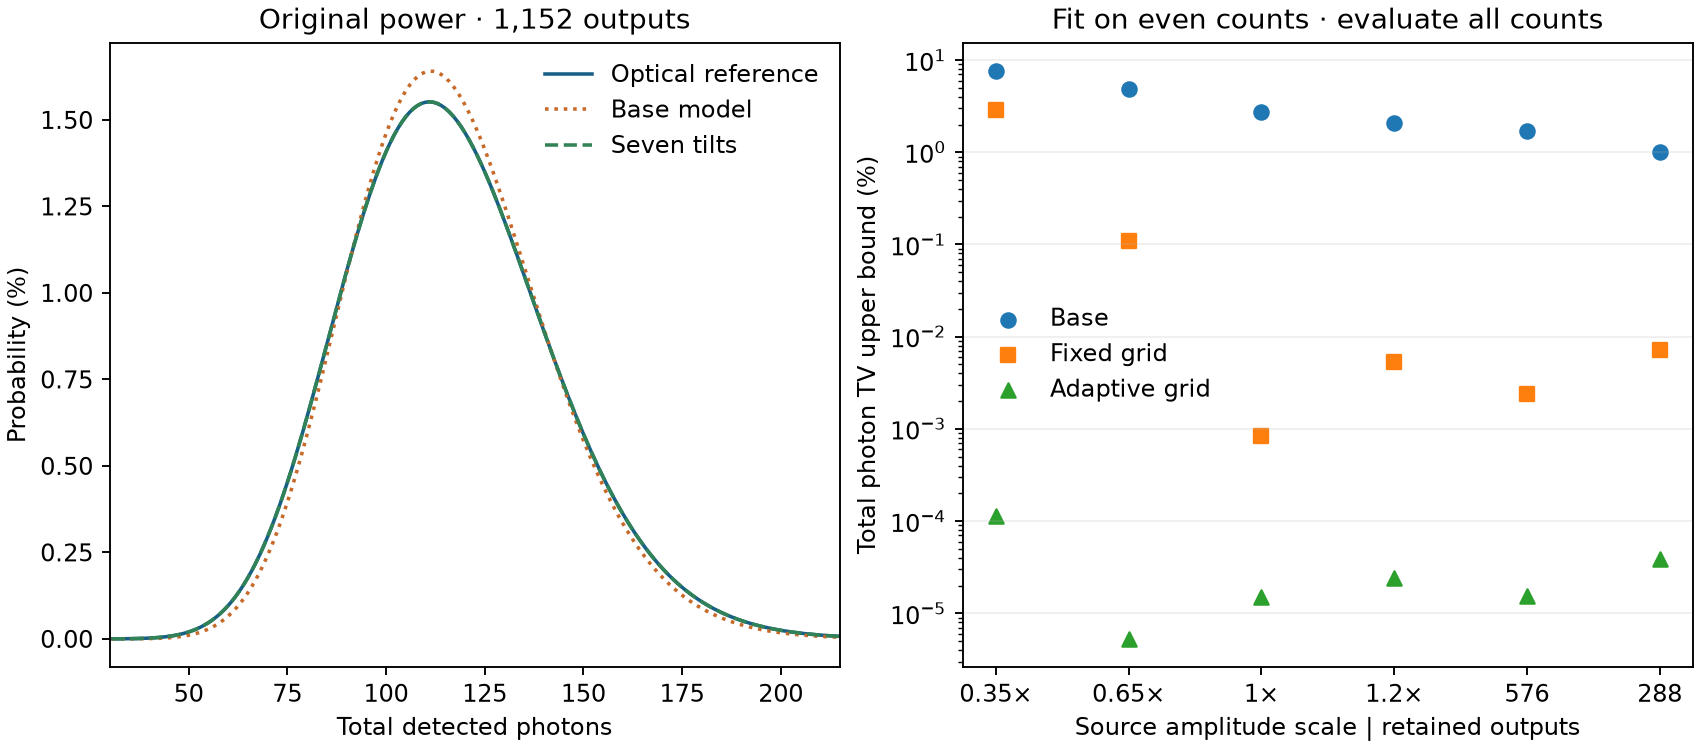 Original power · 1,152 outputs
Optical reference
Base model
Seven tilts
Probability (%)
1.50
1.25
1.00
0.75
0.50
0.25
0.00
50 75 100 125 150 175 200
Total detected photons
Fit on even counts · evaluate all counts
Total photon TV upper bound (%)
10¹
10⁰
10⁻¹
10⁻²
10⁻³
10⁻⁴
10⁻⁵
Base
Fixed grid
Adaptive grid
0.35× 0.65× 1× 1.2× 576 288
Source amplitude scale | retained outputs